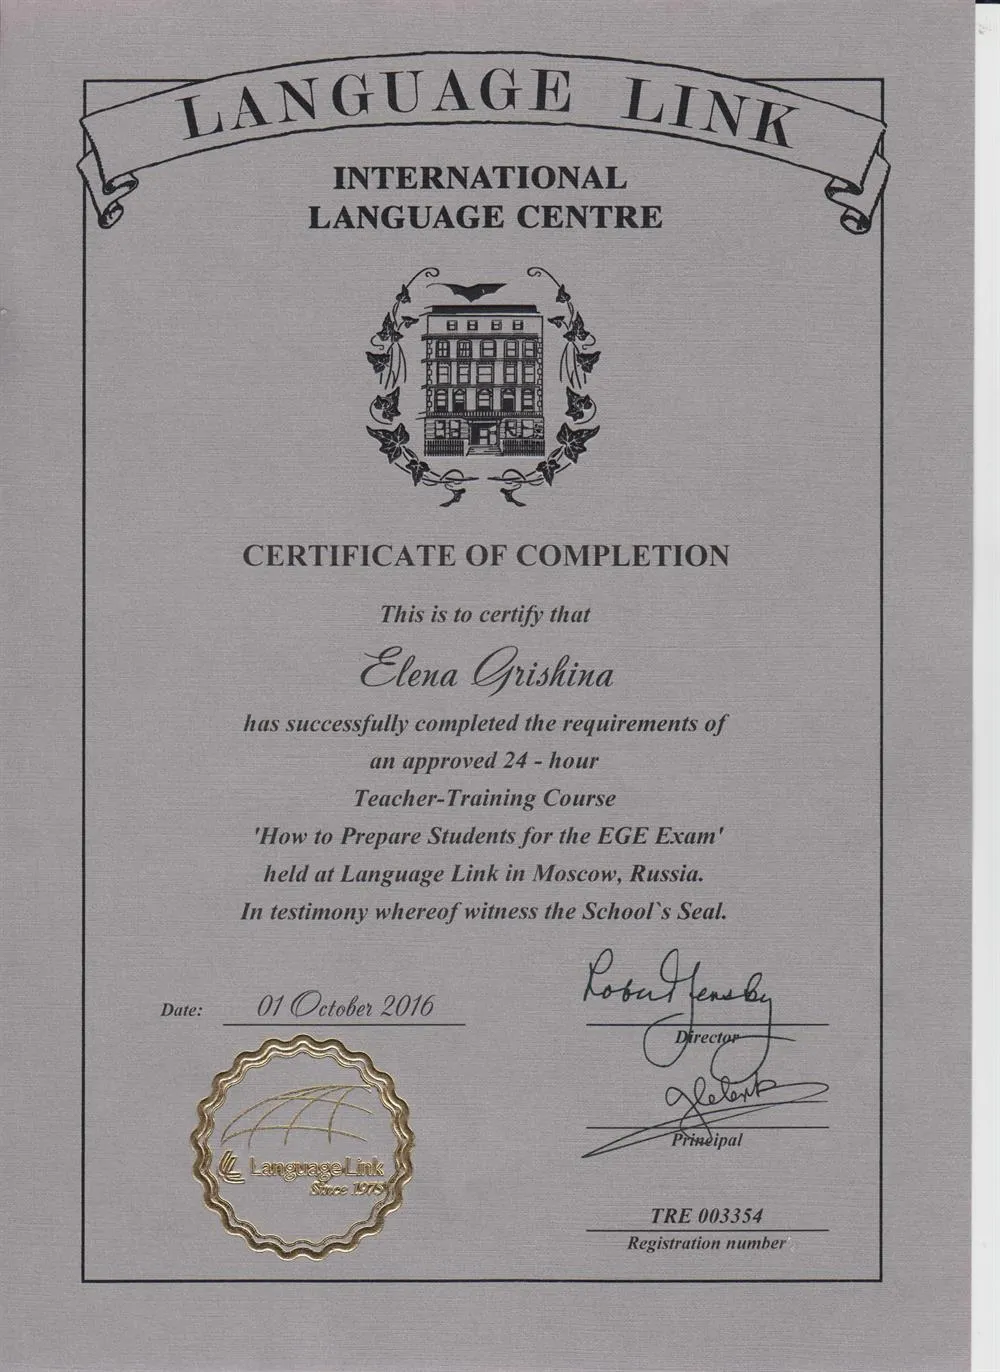 LANGUAGE LINK
INTERNATIONAL
LANGUAGE CENTRE
CERTIFICATE OF COMPLETION
This is to certify that
Elena Grishina
has successfully completed the requirements of
an approved 24 - hour
Teacher-Training Course
'How to Prepare Students for the EGE Exam'
held at Language Link in Moscow, Russia.
In testimony whereof witness the School`s Seal.
Date: 01 October 2016
Director
Principal
Language Link
Since 1975
TRE 003354
Registration number